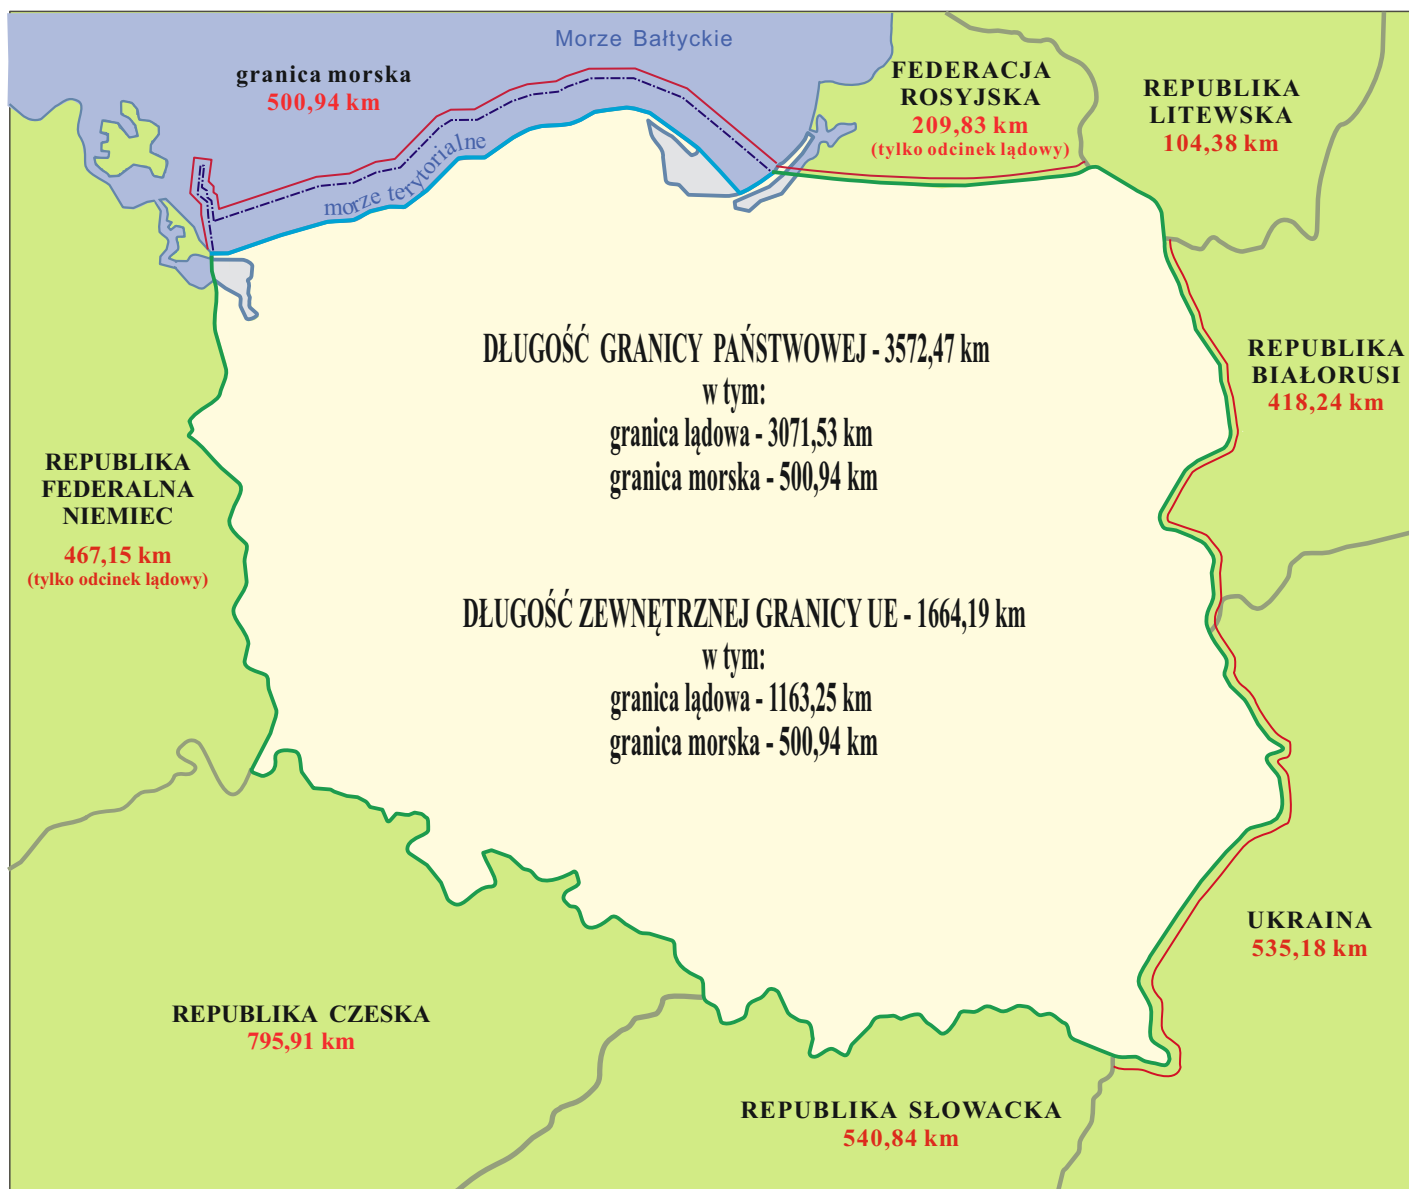 Morze Bałtyckie
granica morska
500,94 km
morze terytorialne
FEDERACJA
ROSYJSKA
209,83 km
(tylko odcinek lądowy)
REPUBLIKA
LITEWSKA
104,38 km
REPUBLIKA
BIAŁORUSI
418,24 km
DŁUGOŚĆ GRANICY PAŃSTWOWEJ - 3572,47 km
w tym:
granica lądowa - 3071,53 km
granica morska - 500,94 km
REPUBLIKA
FEDERALNA
NIEMIEC
467,15 km
(tylko odcinek lądowy)
DŁUGOŚĆ ZEWNĘTRZNEJ GRANICY UE - 1664,19 km
w tym:
granica lądowa - 1163,25 km
granica morska - 500,94 km
UKRAINA
535,18 km
REPUBLIKA CZESKA
795,91 km
REPUBLIKA SŁOWACKA
540,84 km